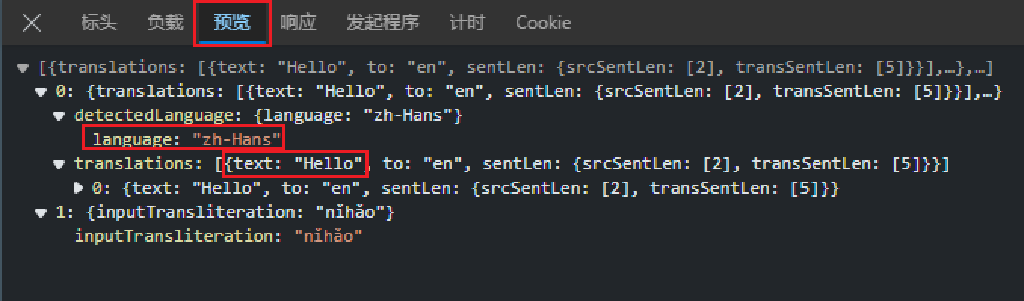 标头 负载 预览 响应 发起程序 计时 Cookie
[{translations: [{text: "Hello", to: "en", sentLen: {srcSentLen: [2], transSentLen: [5]}}],…},…]
0: {translations: [{text: "Hello", to: "en", sentLen: {srcSentLen: [2], transSentLen: [5]}}],…}
detectedLanguage: {language: "zh-Hans"}
language: "zh-Hans"
translations: [{text: "Hello", to: "en", sentLen: {srcSentLen: [2], transSentLen: [5]}}]
0: {text: "Hello", to: "en", sentLen: {srcSentLen: [2], transSentLen: [5]}}
1: {inputTransliteration: "nǐhǎo"}
inputTransliteration: "nǐhǎo"